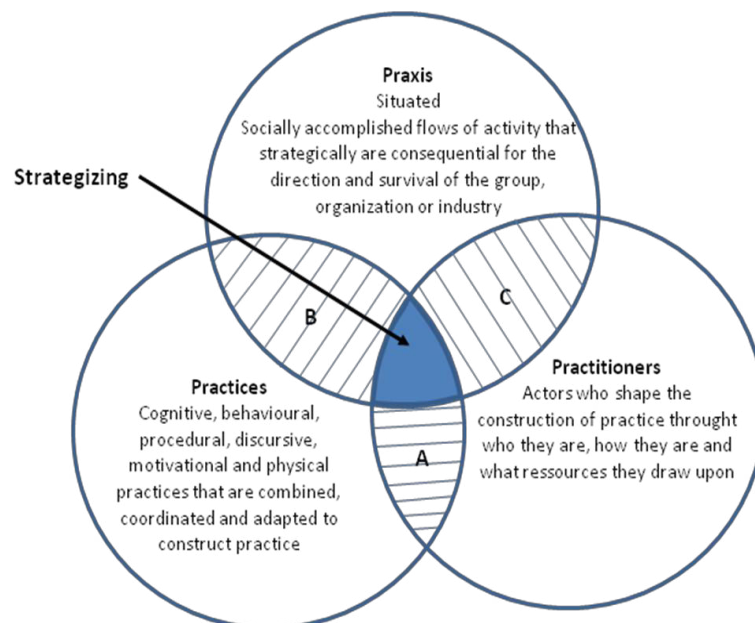 Praxis
Situated
Socially accomplished flows of activity that
strategically are consequential for the
direction and survival of the group,
organization or industry
Strategizing
B
C
A
Practices
Cognitive, behavioural,
procedural, discursive,
motivational and physical
practices that are combined,
coordinated and adapted to
construct practice
Practitioners
Actors who shape the
construction of practice throught
who they are, how they are and
what ressources they draw upon